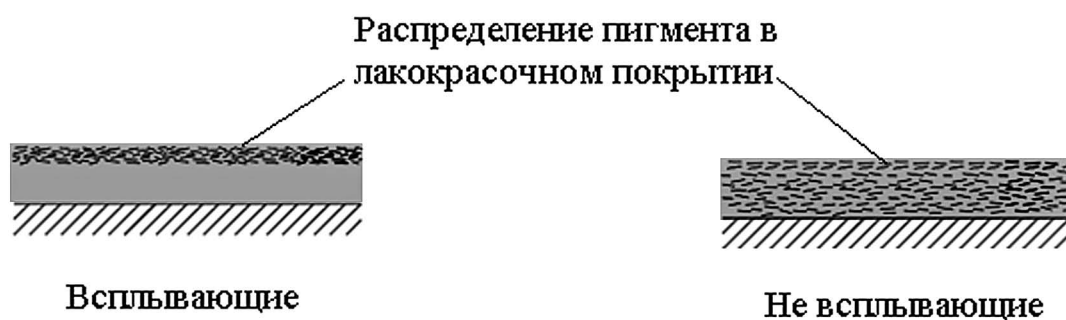 Распределение пигмента в
лакокрасочном покрытии
Всплывающие
Не всплывающие